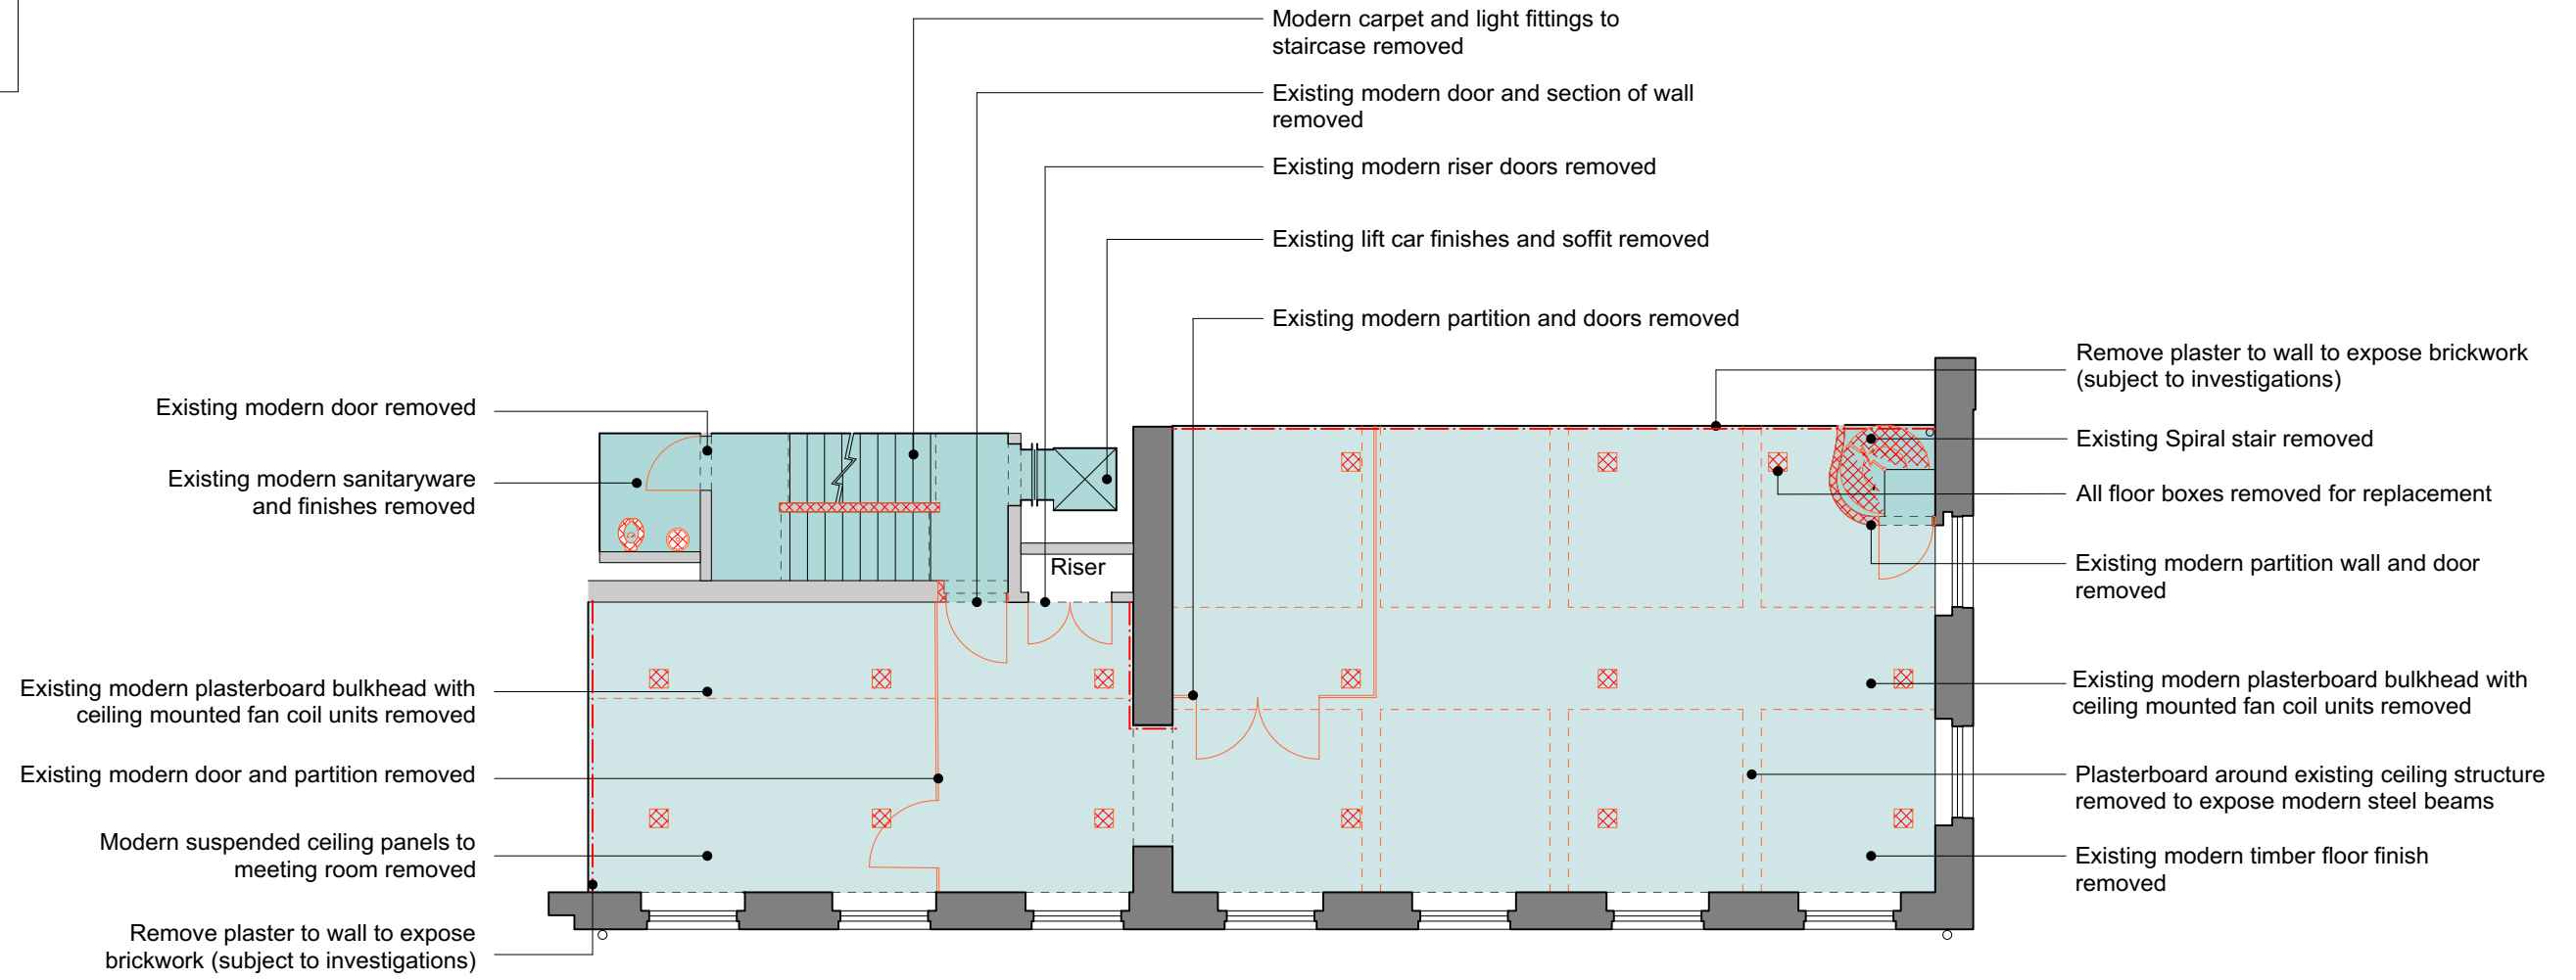 Modern carpet and light fittings to
staircase removed
Existing modern door and section of wall
removed
Existing modern riser doors removed
Existing lift car finishes and soffit removed
Existing modern partition and doors removed
Existing modern door removed
Existing modern sanitaryware
and finishes removed
Existing modern plasterboard bulkhead with
ceiling mounted fan coil units removed
Existing modern door and partition removed
Modern suspended ceiling panels to
meeting room removed
Remove plaster to wall to expose
brickwork (subject to investigations)
Riser
Remove plaster to wall to expose brickwork
(subject to investigations)
Existing Spiral stair removed
All floor boxes removed for replacement
Existing modern partition wall and door
removed
Existing modern plasterboard bulkhead with
ceiling mounted fan coil units removed
Plasterboard around existing ceiling structure
removed to expose modern steel beams
Existing modern timber floor finish
removed